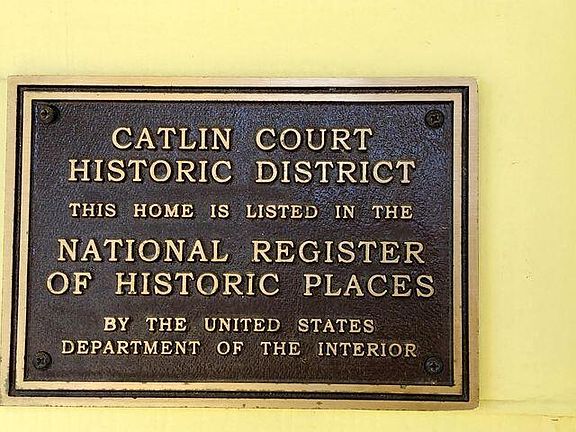 CATLIN COURT
HISTORIC DISTRICT
THIS HOME IS LISTED IN THE
NATIONAL REGISTER
OF HISTORIC PLACES
BY THE UNITED STATES
DEPARTMENT OF THE INTERIOR